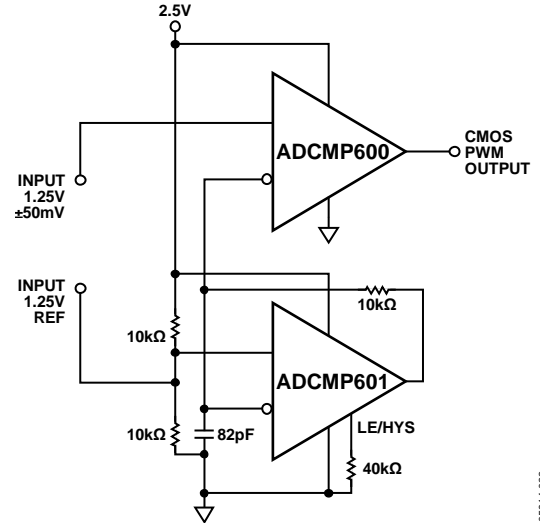 2.5V
ADCMP600
CMOS
PWM
OUTPUT
INPUT
1.25V
±50mV
INPUT
1.25V
REF
10kΩ
10kΩ
ADCMP601
10kΩ
82pF
LE/HYS
40kΩ